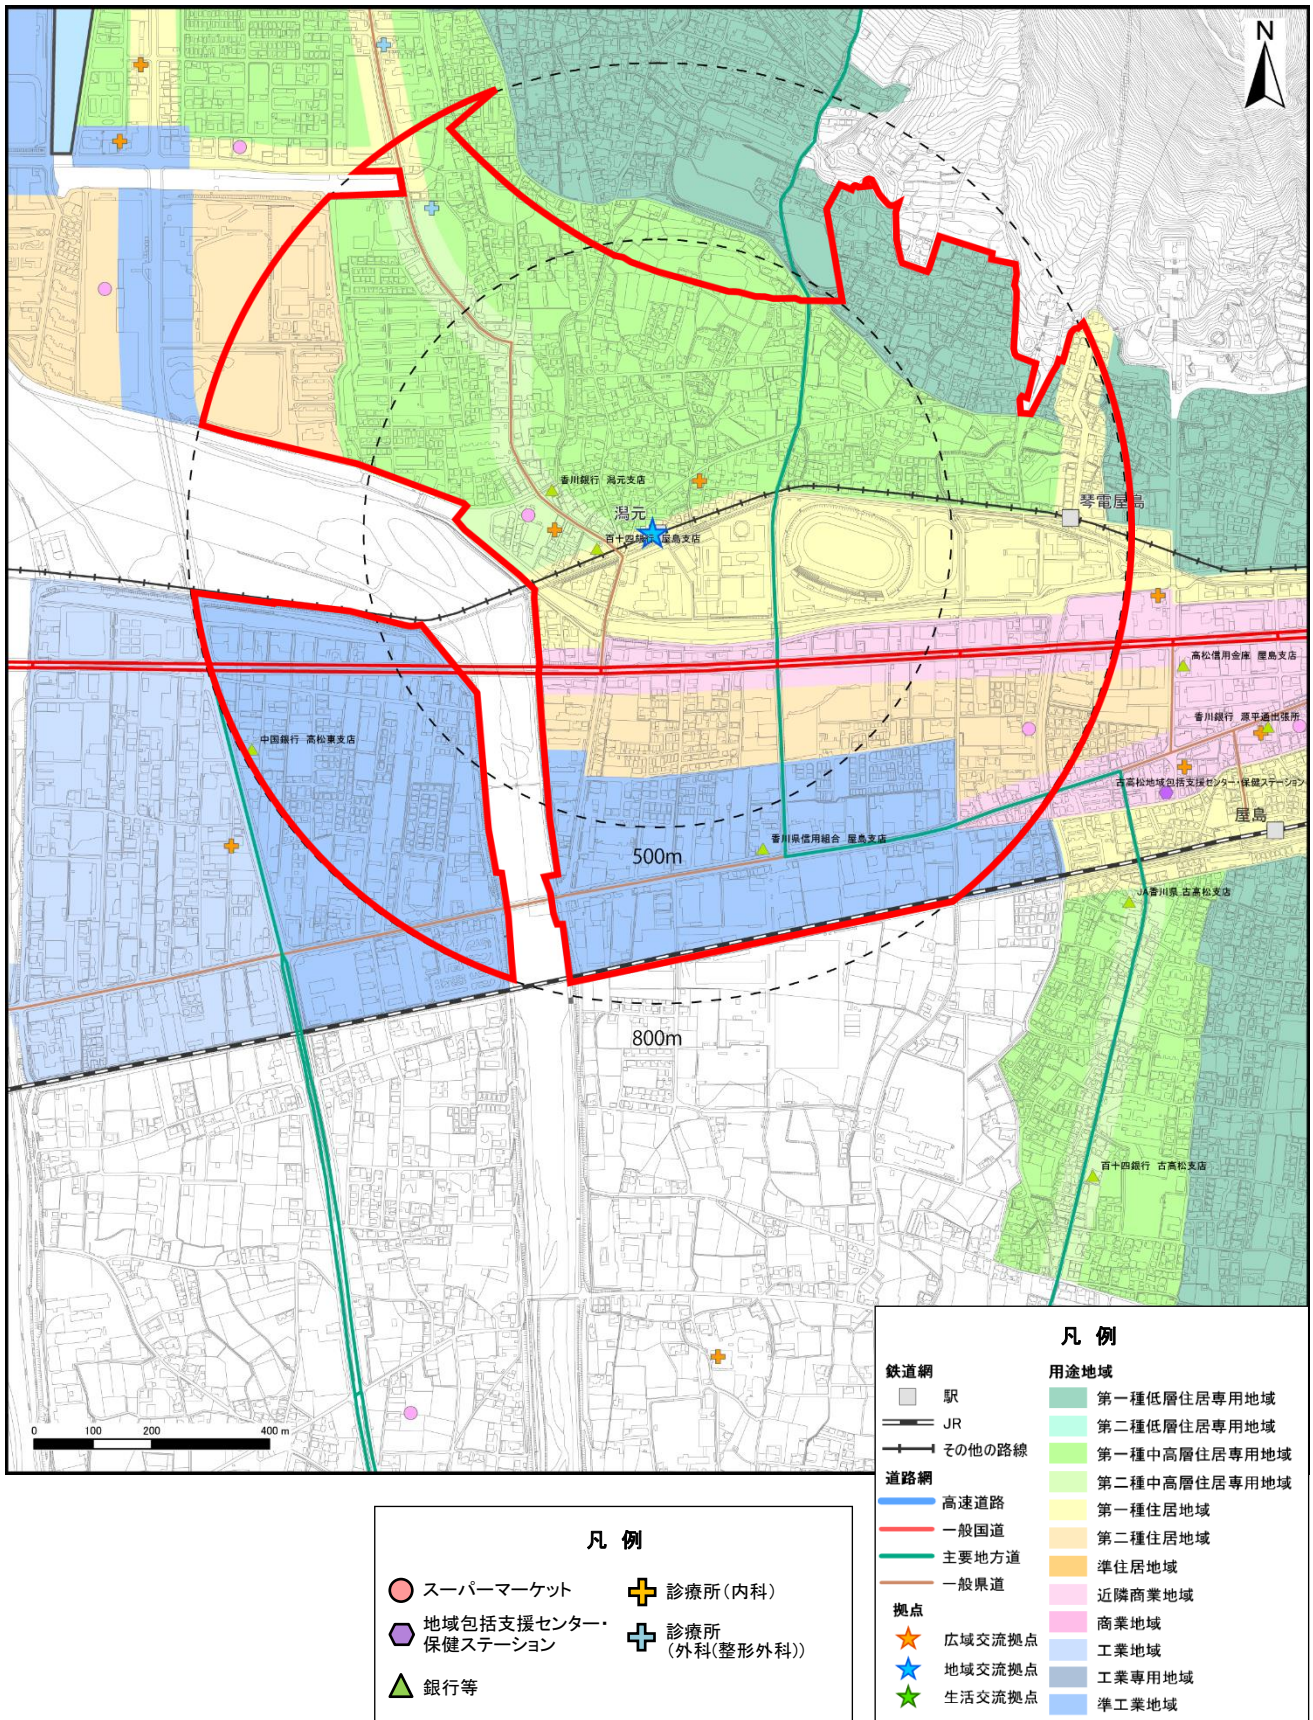 N
香川銀行 潟元支店
潟元
百十四銀行 屋島支店
琴電屋島
高松信用金庫 屋島支店
香川銀行 源平通出張所
中国銀行 高松東支店
古高松地域包括支援センター・保健ステーション
屋島
香川県信用組合 屋島支店
500m
JA香川県 古高松支店
800m
百十四銀行 古高松支店
0 100 200 400 m
凡 例
鉄道網
駅
JR
その他の路線
道路網
高速道路
一般国道
主要地方道
一般県道
拠点
広域交流拠点
地域交流拠点
生活交流拠点
用途地域
第一種低層住居専用地域
第二種低層住居専用地域
第一種中高層住居専用地域
第二種中高層住居専用地域
第一種住居地域
第二種住居地域
準住居地域
近隣商業地域
商業地域
工業地域
工業専用地域
準工業地域
凡 例
スーパーマーケット
地域包括支援センター・
保健ステーション
銀行等
診療所(内科)
診療所
(外科(整形外科))